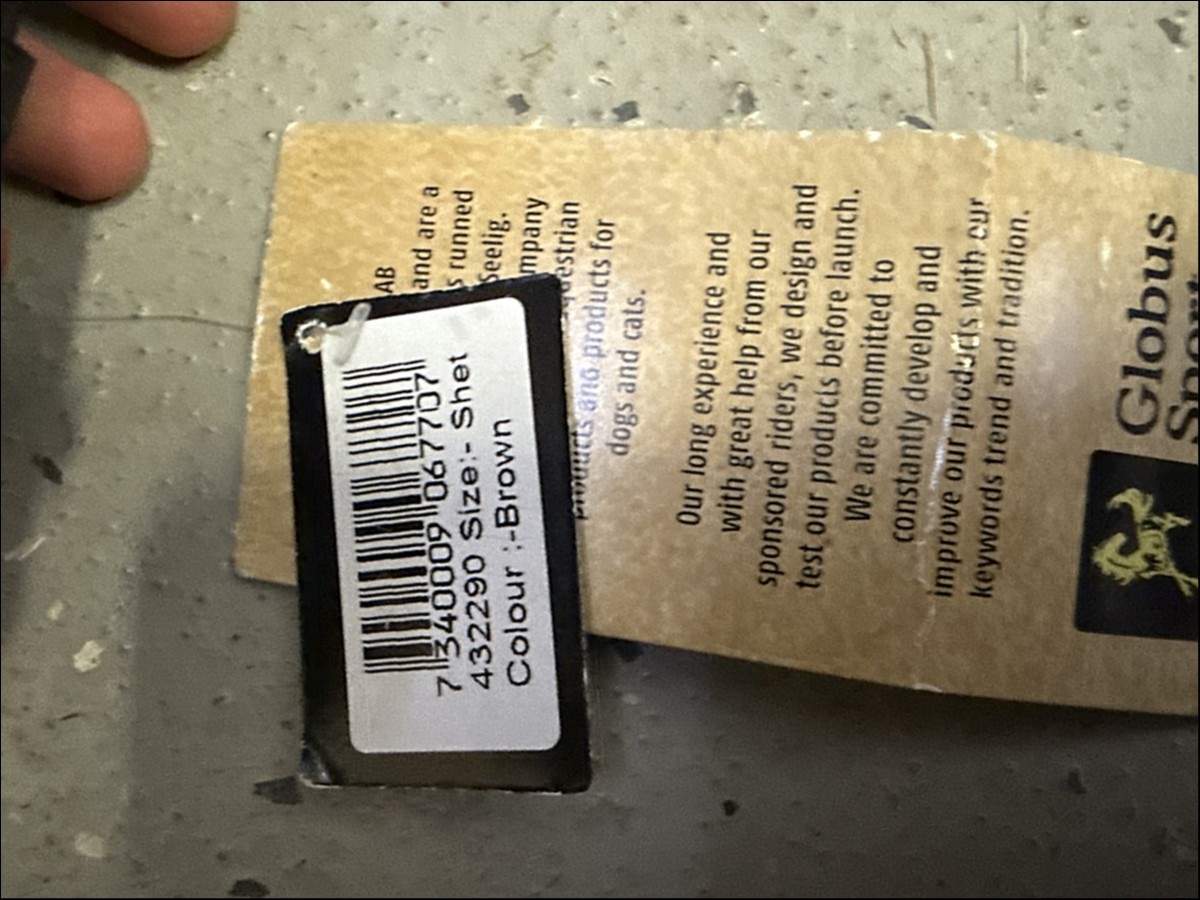 AB
and are a
runned
Seelig.
products and products for
dogs and cats.
Our long experience and
with great help from our
sponsored riders, we design and
test our products before launch.
We are committed to
constantly develop and
improve our products with our
keywords trend and tradition.
Globus
7 340009 067707
432290 Size:- Shet
Colour :-Brown